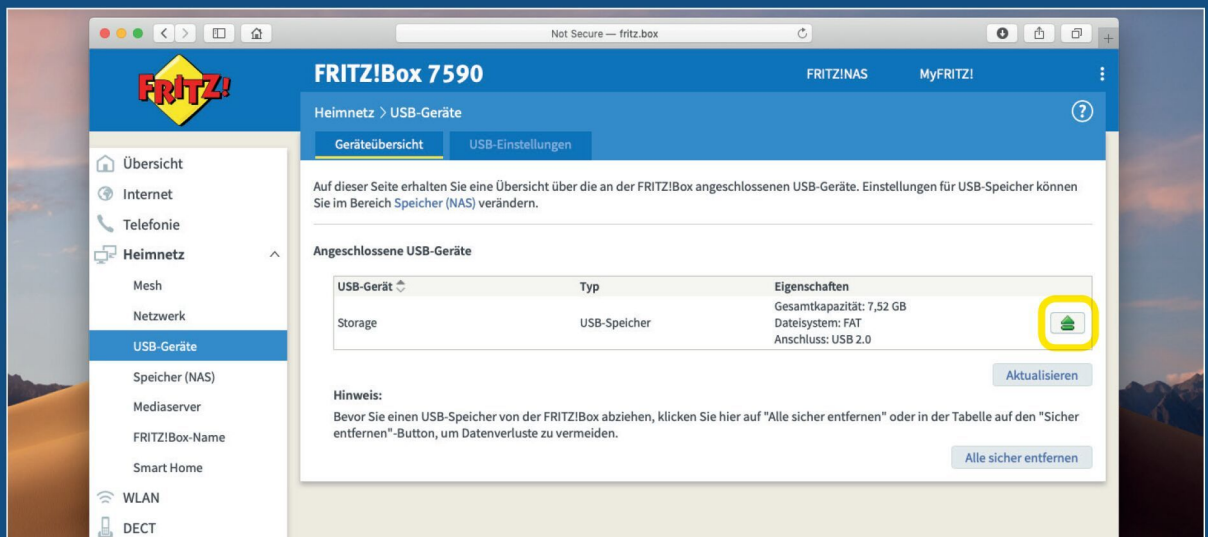 Not Secure — fritz.box
FRITZ!
FRITZ!Box 7590
FRITZ!NAS
MyFRITZ!
Heimnetz > USB-Geräte
?
Geräteübersicht
USB-Einstellungen
Übersicht
Internet
Telefonie
Heimnetz
Mesh
Netzwerk
USB-Geräte
Speicher (NAS)
Mediaserver
FRITZ!Box-Name
Smart Home
WLAN
DECT
Auf dieser Seite erhalten Sie eine Übersicht über die an der FRITZ!Box angeschlossenen USB-Geräte. Einstellungen für USB-Speicher können
Sie im Bereich Speicher (NAS) verändern.
Angeschlossene USB-Geräte
USB-Gerät Typ Eigenschaften
Storage
USB-Speicher
Gesamtkapazität: 7,52 GB
Dateisystem: FAT
Anschluss: USB 2.0
Aktualisieren
Hinweis:
Bevor Sie einen USB-Speicher von der FRITZ!Box abziehen, klicken Sie hier auf "Alle sicher entfernen" oder in der Tabelle auf den "Sicher
entfernen"-Button, um Datenverluste zu vermeiden.
Alle sicher entfernen